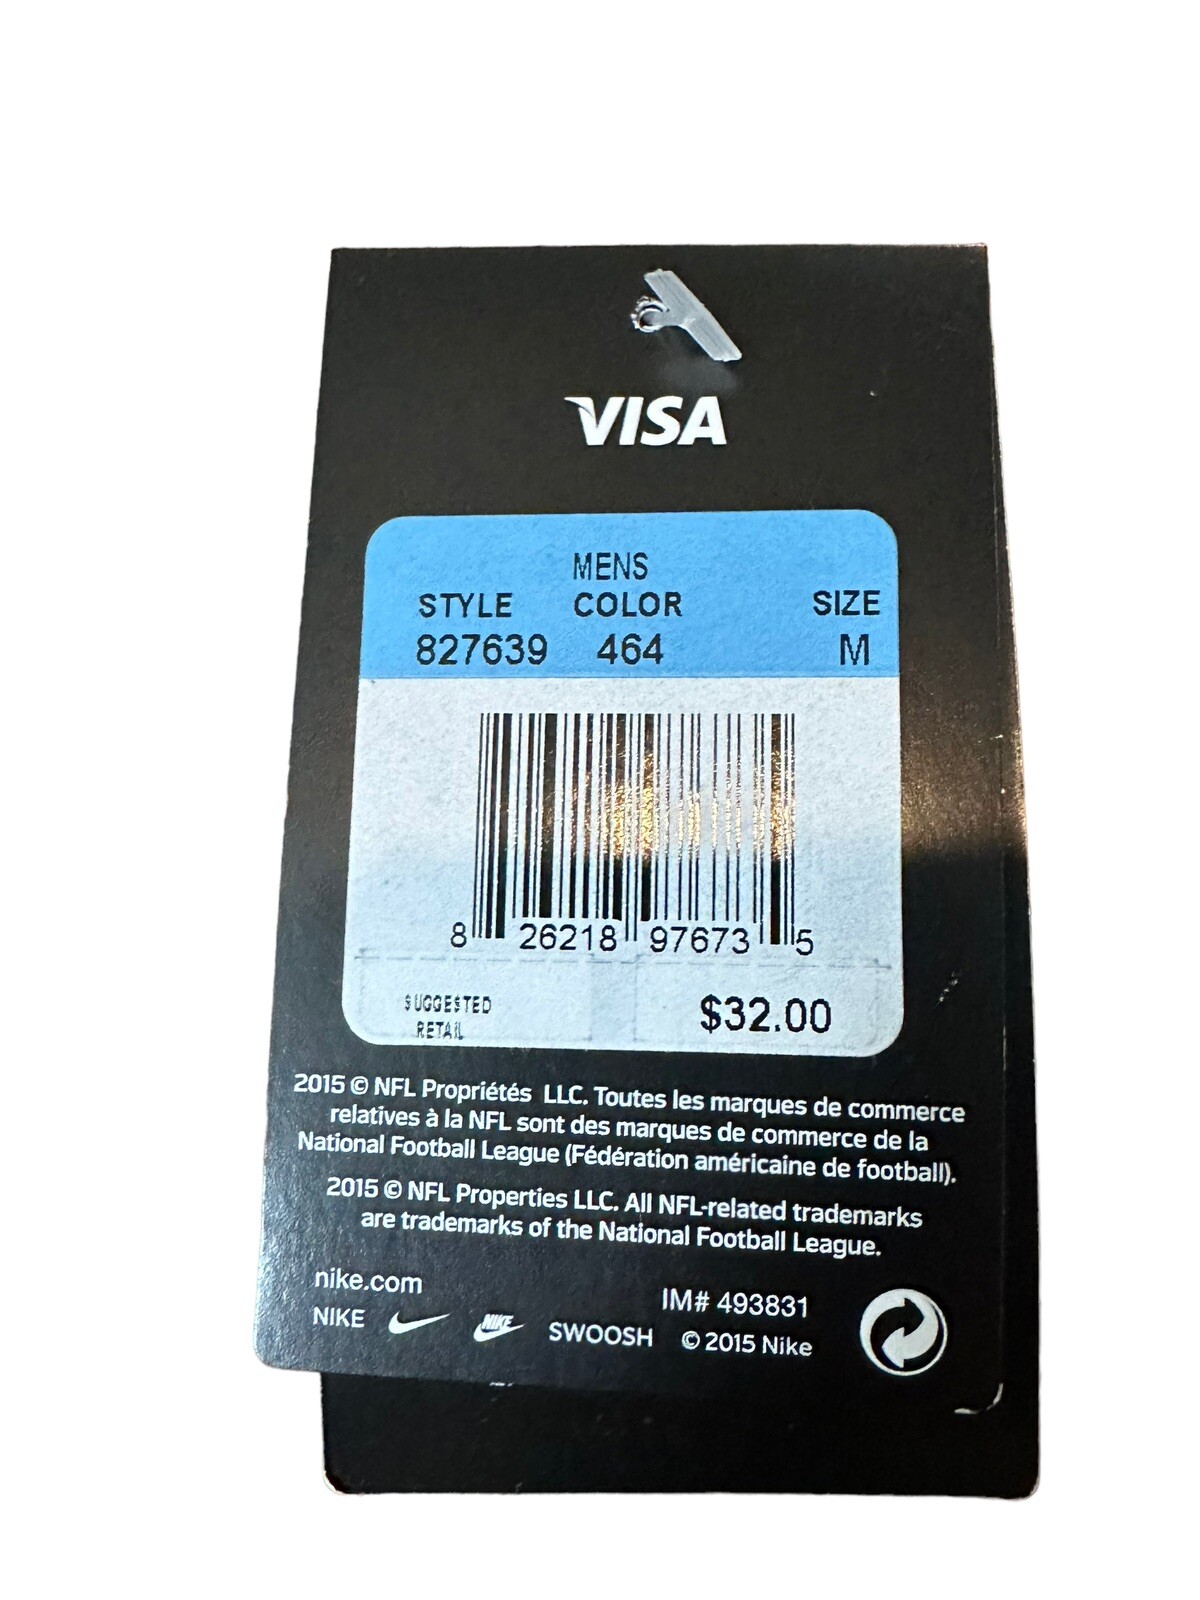 VISA
MENS
STYLE COLOR SIZE
827639 464 M
8 26218 97673 5
SUGGESTED
RETAIL
$32.00
2015 © NFL Propriétés LLC. Toutes les marques de commerce
relatives à la NFL sont des marques de commerce de la
National Football League (Fédération américaine de football).
2015 © NFL Properties LLC. All NFL-related trademarks
are trademarks of the National Football League.
nike.com
IM# 493831
NIKE NIKE SWOOSH © 2015 Nike